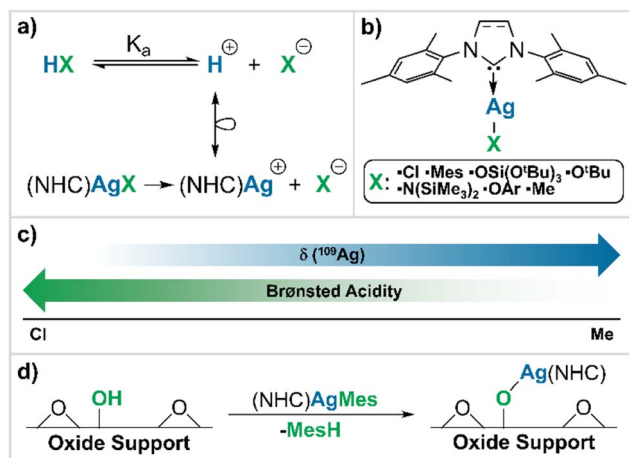 a)
Ka
HX ⇌ H⊕ + X⊖
(NHC)AgX → (NHC)Ag⊕ + X⊖
b)
N N
Ag
X
X: ▪Cl ▪Mes ▪OSi(OᵗBu)₃ ▪OᵗBu
▪N(SiMe₃)₂ ▪OAr ▪Me
c)
δ (¹⁰⁹Ag)
Brønsted Acidity
Cl Me
d)
Ag(NHC)
OH (NHC)AgMes O
O O -MesH O O
Oxide Support Oxide Support